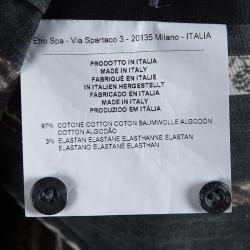 Etro Spa - Via Spartaco 3 - 20135 Milano - ITALIA
PRODOTTO IN ITALIA
MADE IN ITALY
FABRIQUÉ EN ITALIE
IN ITALIEN HERGESTELLT
FABRICADO EN ITALIA
MADE IN ITALY
PRODUZIDO EM ITÁLIA
97% COTONE COTTON COTON BAUMWOLLE ALGODÓN
COTTON ALGODÃO
3% ELASTAN ELASTANE ELASTHANNE ELASTAN
ELASTANE ELASTANE ELASTHAN